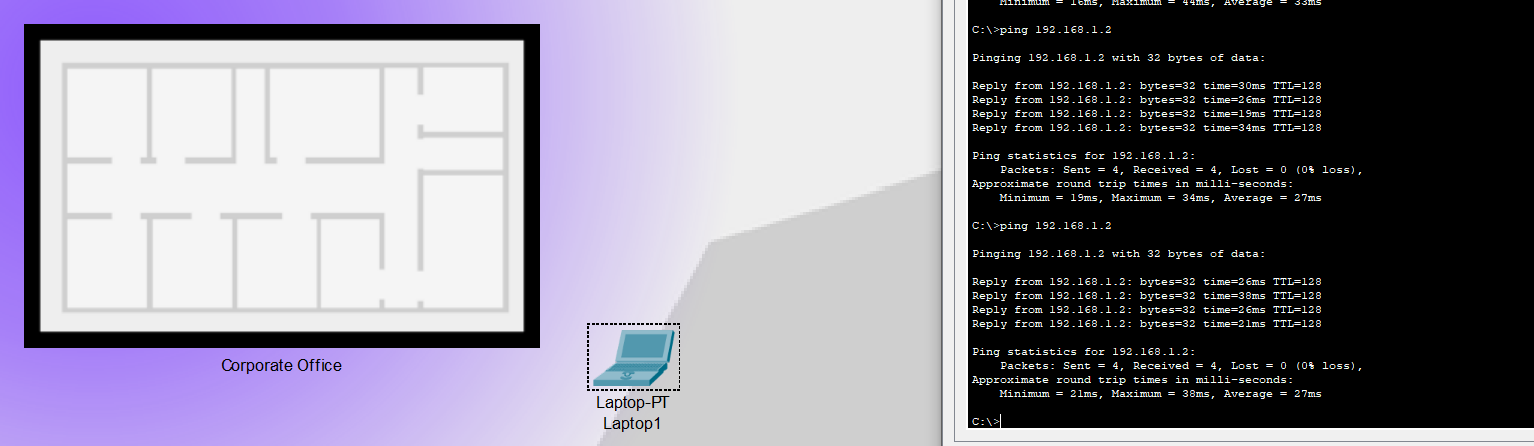 Corporate Office
Laptop-PT
Laptop1
Minimum = 16ms, Maximum = 44ms, Average = 33ms
C:\>ping 192.168.1.2
Pinging 192.168.1.2 with 32 bytes of data:
Reply from 192.168.1.2: bytes=32 time=30ms TTL=128
Reply from 192.168.1.2: bytes=32 time=26ms TTL=128
Reply from 192.168.1.2: bytes=32 time=19ms TTL=128
Reply from 192.168.1.2: bytes=32 time=34ms TTL=128
Ping statistics for 192.168.1.2:
Packets: Sent = 4, Received = 4, Lost = 0 (0% loss),
Approximate round trip times in milli-seconds:
Minimum = 19ms, Maximum = 34ms, Average = 27ms
C:\>ping 192.168.1.2
Pinging 192.168.1.2 with 32 bytes of data:
Reply from 192.168.1.2: bytes=32 time=26ms TTL=128
Reply from 192.168.1.2: bytes=32 time=38ms TTL=128
Reply from 192.168.1.2: bytes=32 time=26ms TTL=128
Reply from 192.168.1.2: bytes=32 time=21ms TTL=128
Ping statistics for 192.168.1.2:
Packets: Sent = 4, Received = 4, Lost = 0 (0% loss),
Approximate round trip times in milli-seconds:
Minimum = 21ms, Maximum = 38ms, Average = 27ms
C:\>